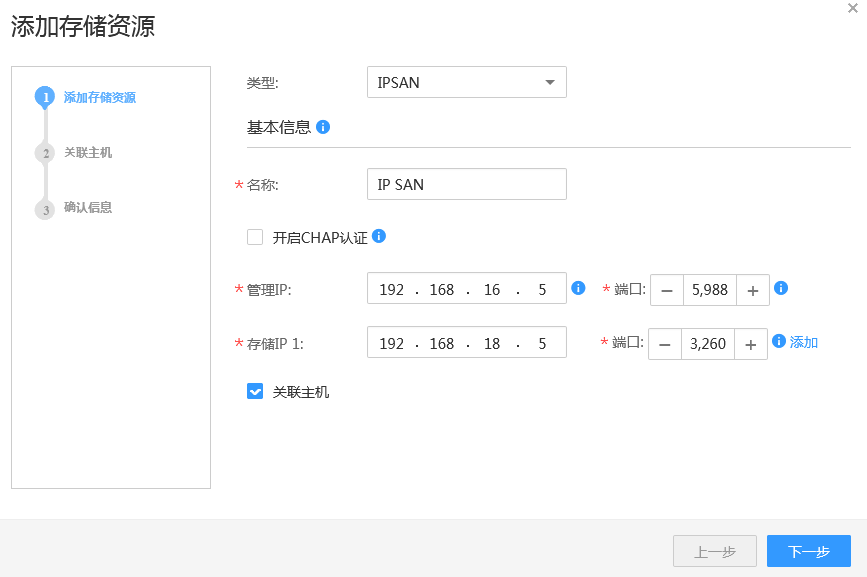 添加存储资源
1 添加存储资源
2 关联主机
3 确认信息
类型: IPSAN
基本信息
* 名称: IP SAN
开启CHAP认证
* 管理IP: 192 . 168 . 16 . 5 * 端口: — 5,988 +
* 存储IP 1: 192 . 168 . 18 . 5 * 端口: — 3,260 + 添加
关联主机
上一步 下一步